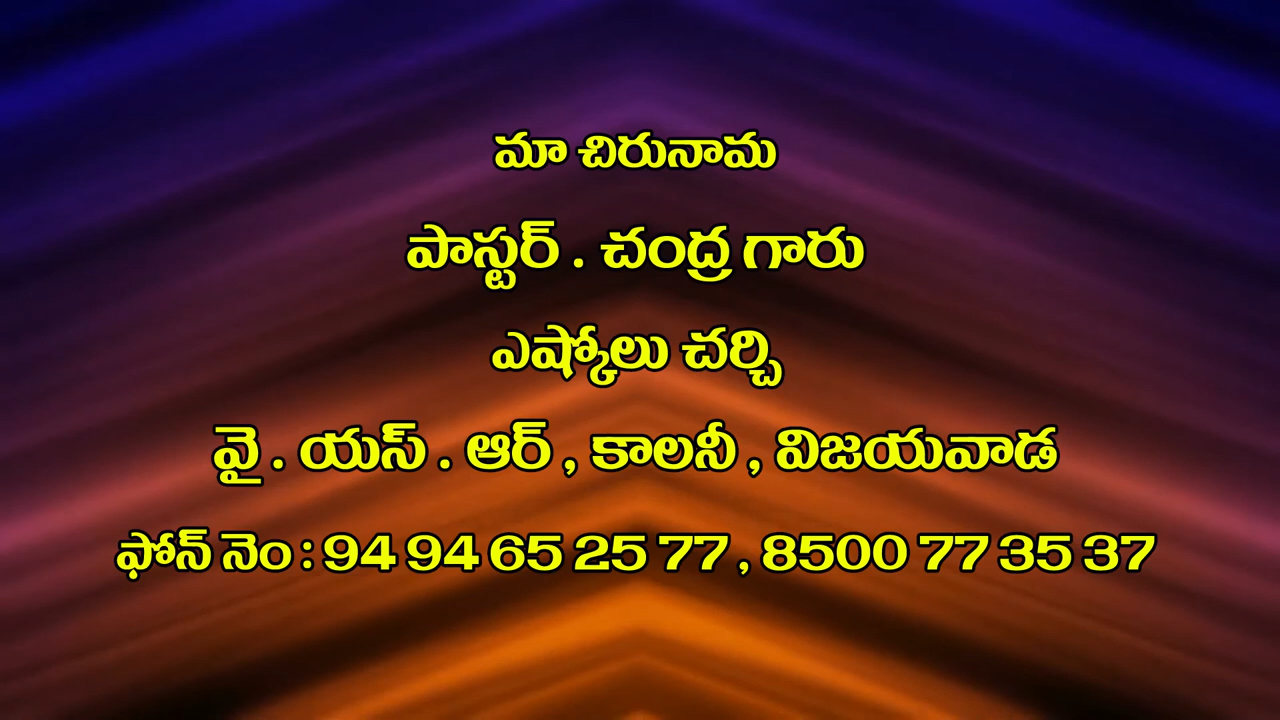 మా చిరునామ
పాస్టర్ . చంద్ర గారు
ఎష్కోలు చర్చి
వై . యస్ . ఆర్ , కాలనీ , విజయవాడ
ఫోన్ నెం : 94 94 65 25 77 , 8500 77 35 37